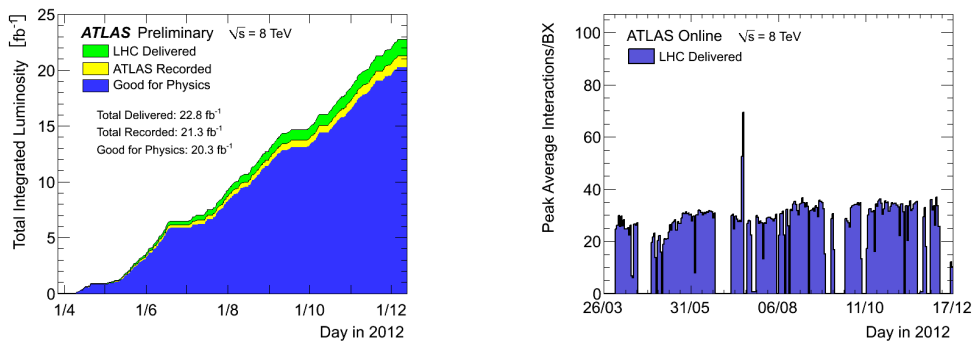 ATLAS Preliminary √s = 8 TeV
LHC Delivered
ATLAS Recorded
Good for Physics
Total Delivered: 22.8 fb-1
Total Recorded: 21.3 fb-1
Good for Physics: 20.3 fb-1
Total Integrated Luminosity [fb-1]
25
20
15
10
5
0
1/4 1/6 1/8 1/10 1/12
Day in 2012
ATLAS Online √s = 8 TeV
LHC Delivered
Peak Average Interactions/BX
100
80
60
40
20
0
26/03 31/05 06/08 11/10 17/12
Day in 2012